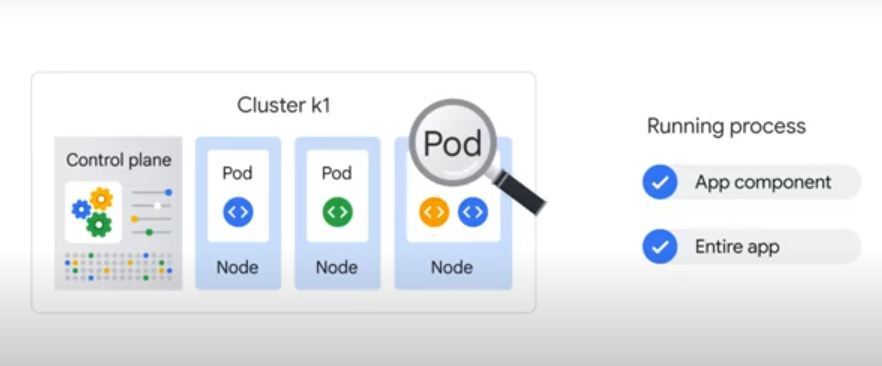 Cluster k1
Control plane
Pod
Node
Pod
Node
Pod
Node
Running process
App component
Entire app